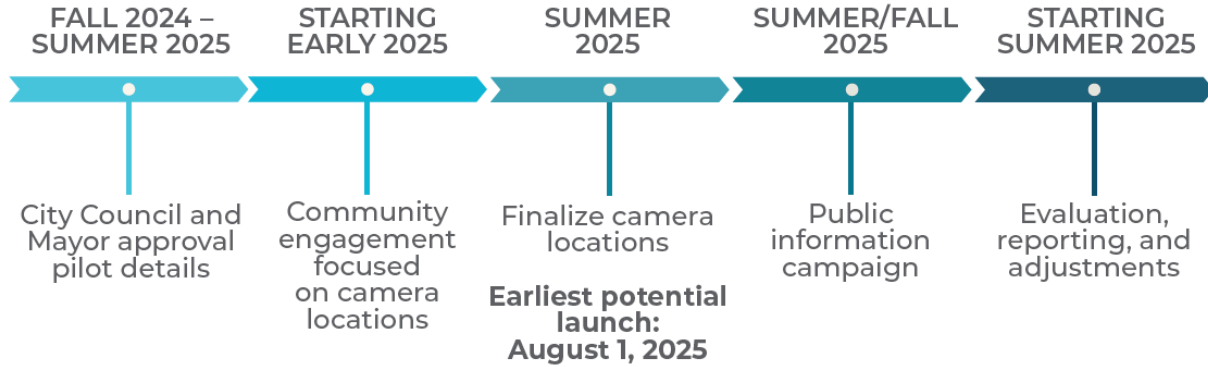 FALL 2024 –
SUMMER 2025
City Council and
Mayor approval
pilot details
STARTING
EARLY 2025
Community
engagement
focused
on camera
locations
SUMMER
2025
Finalize camera
locations
Earliest potential
launch:
August 1, 2025
SUMMER/FALL
2025
Public
information
campaign
STARTING
SUMMER 2025
Evaluation,
reporting, and
adjustments